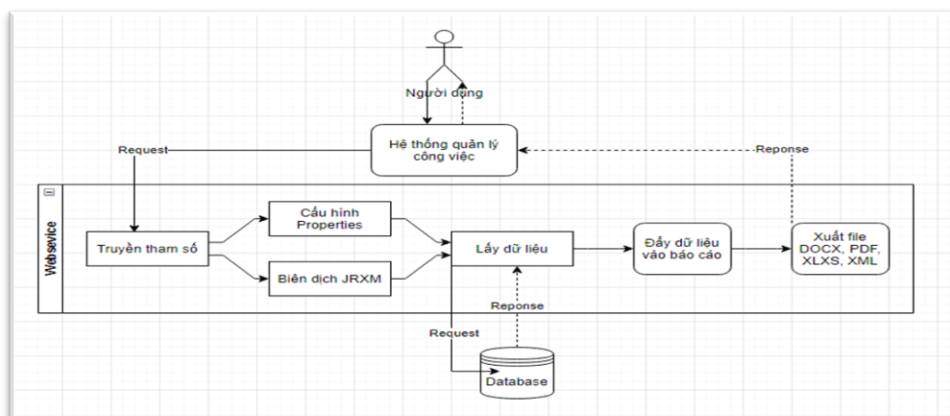 Người dùng
Hệ thống quản lý
công việc
Request
Reponse
Webservice
Truyền tham số
Cấu hình
Properties
Biên dịch JRXM
Lấy dữ liệu
Đẩy dữ liệu
vào báo cáo
Xuất file
DOCX, PDF,
XLXS, XML
Reponse
Request
Database